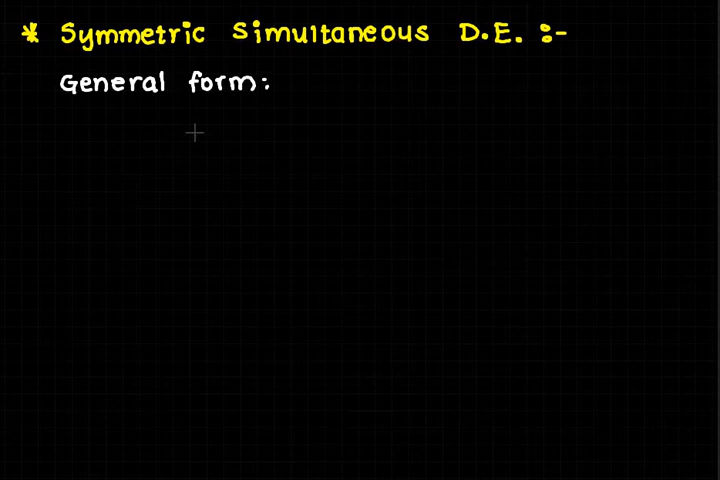 * Symmetric Simultaneous D.E. :-
General form: